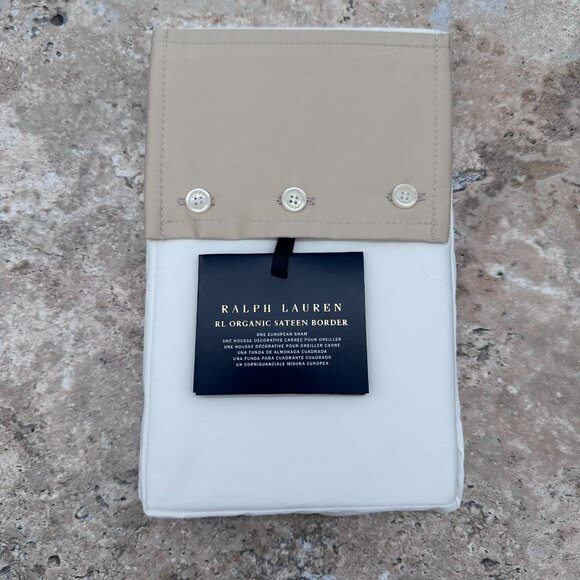 RALPH LAUREN
RL ORGANIC SATEEN BORDER
ONE EUROPEAN SHAM
UNE HOUSSE DÉCORATIVE CARRÉE POUR OREILLER
UNE HOUSSE DÉCORATIVE POUR OREILLER CARRÉ
UNA FUNDA DE ALMOHADA CUADRADA
UNA FUNDA PARA CUADRANTE CUADRADO
UN COPRIGUANCIALE MISURA EUROPEA